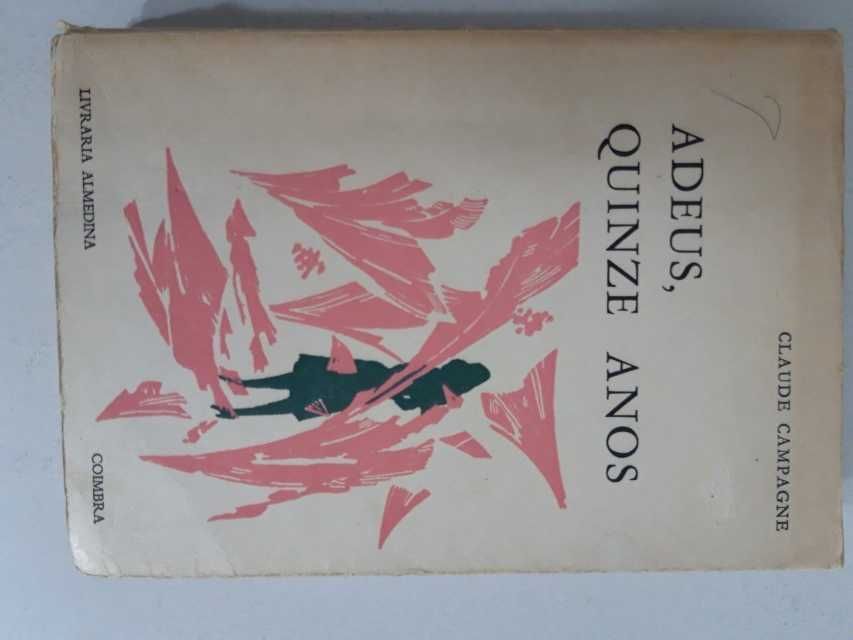 CLAUDE CAMPAGNE
ADEUS,
QUINZE ANOS
LIVRARIA ALMEDINA
COIMBRA